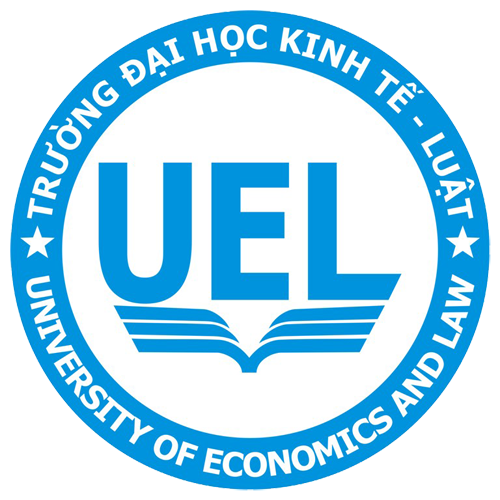 TRƯỜNG ĐẠI HỌC KINH TẾ - LUẬT
UEL
UNIVERSITY OF ECONOMICS AND LAW